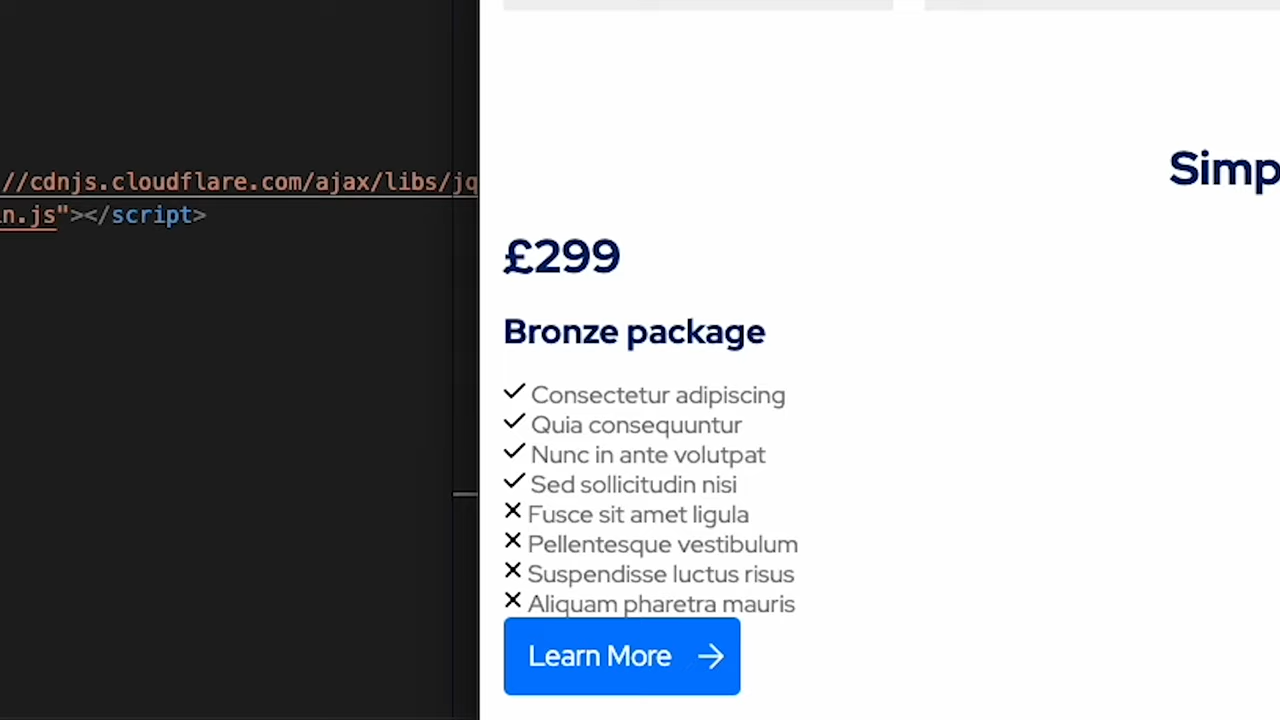 //cdnjs.cloudflare.com/ajax/libs/jq
in.js"></script>
Simp
£299
Bronze package
Consectetur adipiscing
Quia consequuntur
Nunc in ante volutpat
Sed sollicitudin nisi
Fusce sit amet ligula
Pellentesque vestibulum
Suspendisse luctus risus
Aliquam pharetra mauris
Learn More